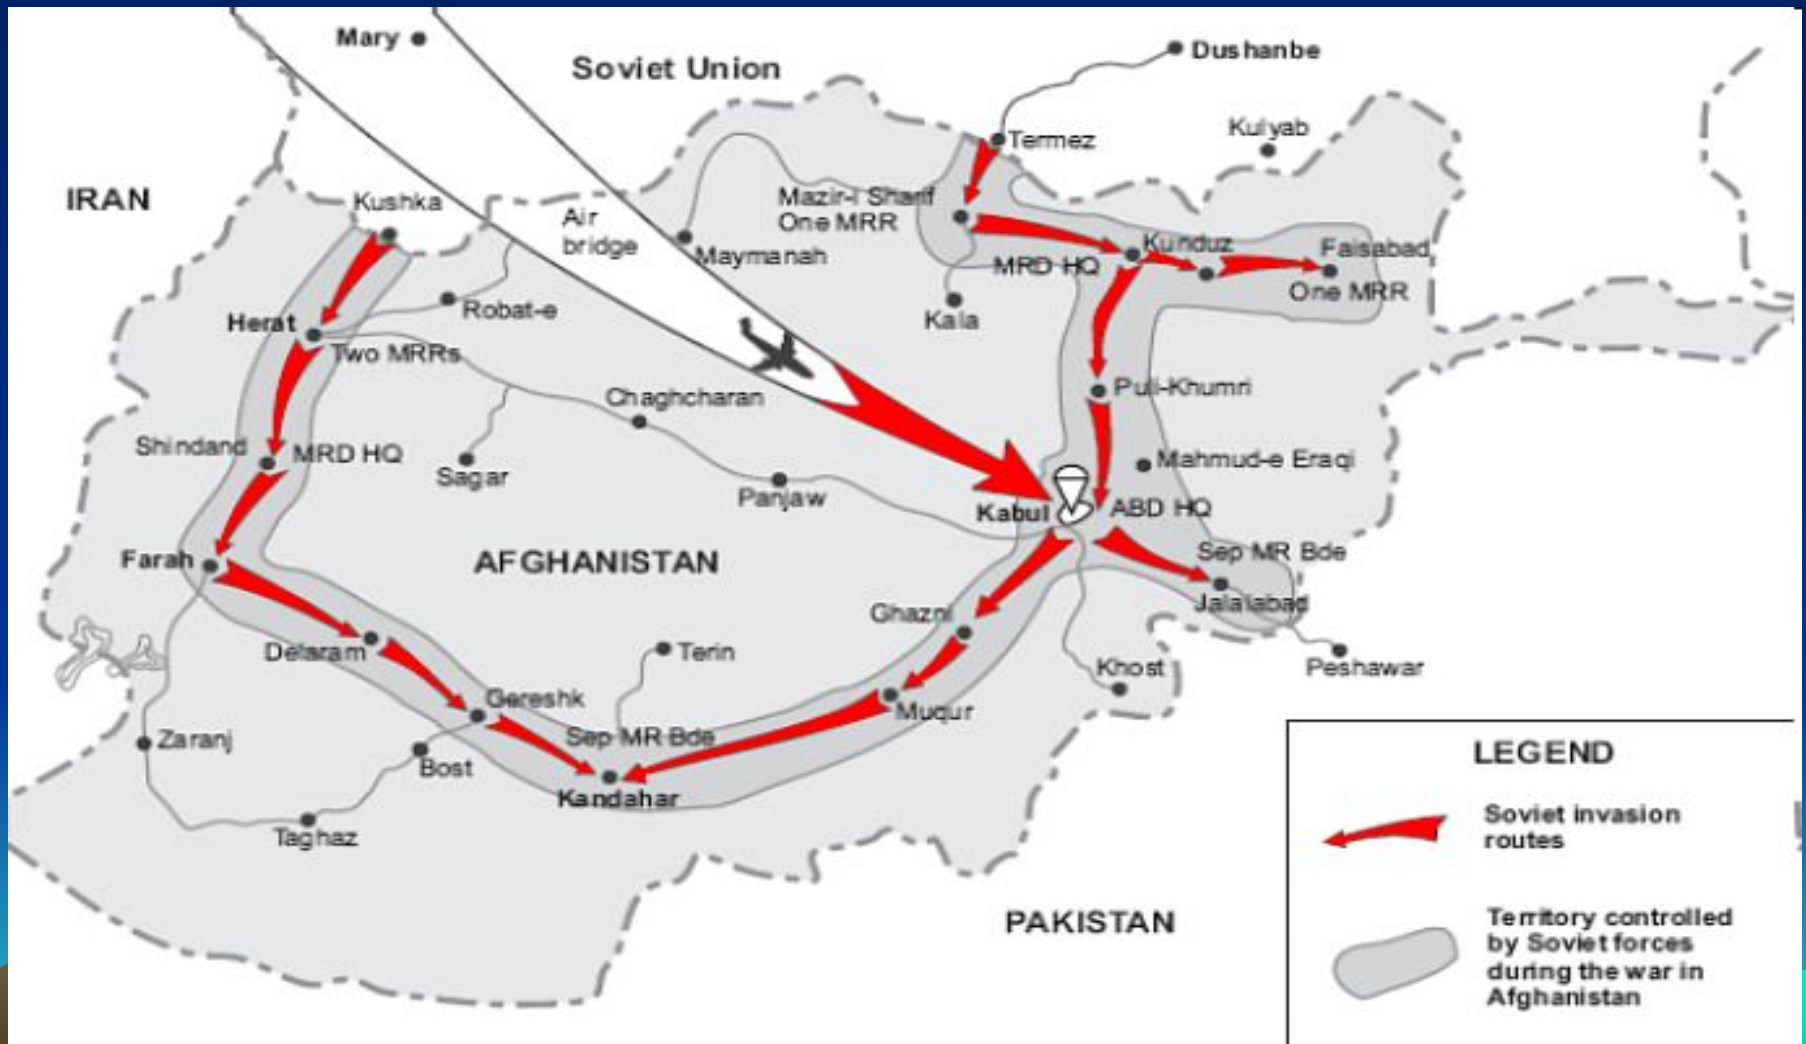 Mary
Soviet Union
Dushanbe
Termez
Kulyab
IRAN
Kushka
Air
bridge
Mazir-i Sharif
One MRR
Maymanah
Kunduz
MRD HQ
Faisabad
One MRR
Robat-e
Kala
Herat
Two MRRs
Chaghcharan
Puli-Khumri
Shindand
MRD HQ
Sagar
Panjaw
Mahmud-e Eraqi
Kabul
ABD HQ
Farah
AFGHANISTAN
Sep MR Bde
Jalalabad
Ghazni
Delaram
Terin
Khost
Peshawar
Gereshk
Muqur
Zaranj
Sep MR Bde
Bost
Kandahar
Taghaz
PAKISTAN
LEGEND
Soviet invasion
routes
Territory controlled
by Soviet forces
during the war in
Afghanistan